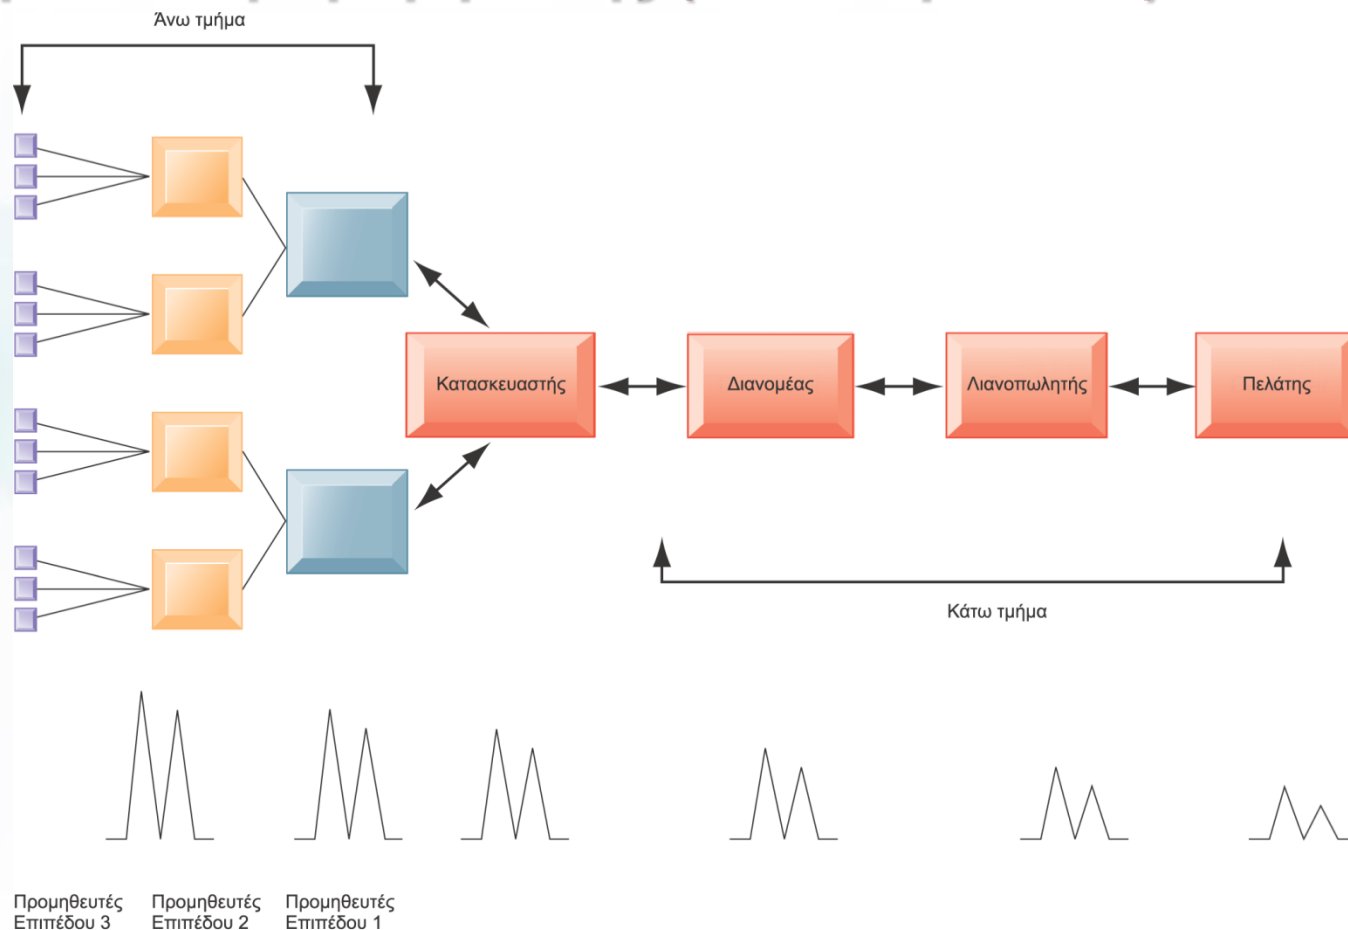 Άνω τμήμα
Κατασκευαστής
Διανομέας
Λιανοπωλητής
Πελάτης
Κάτω τμήμα
Προμηθευτές
Επιπέδου 3
Προμηθευτές
Επιπέδου 2
Προμηθευτές
Επιπέδου 1